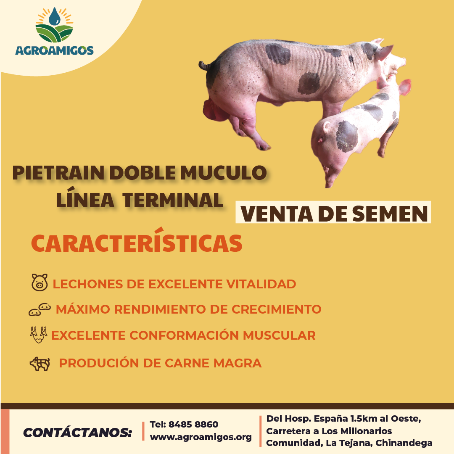 AGROAMIGOS
PIETRAIN DOBLE MUCULO
LÍNEA TERMINAL
VENTA DE SEMEN
CARACTERÍSTICAS
LECHONES DE EXCELENTE VITALIDAD
MÁXIMO RENDIMIENTO DE CRECIMIENTO
EXCELENTE CONFORMACIÓN MUSCULAR
PRODUCIÓN DE CARNE MAGRA
CONTÁCTANOS:
Tel: 8485 8860
www.agroamigos.org
Del Hosp. España 1.5km al Oeste,
Carretera a Los Millonarios
Comunidad, La Tejana, Chinandega